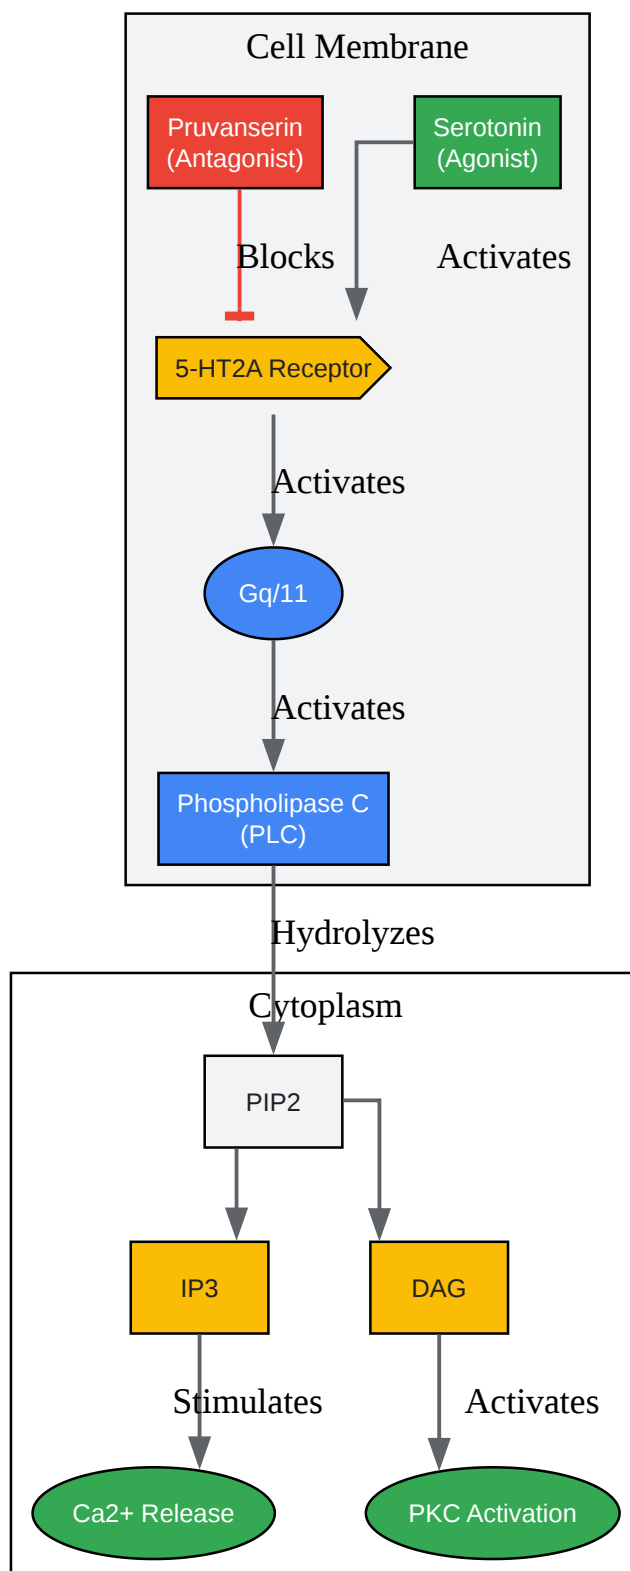 Cell Membrane
Pruvanserin
(Antagonist)
Serotonin
(Agonist)
Blocks
Activates
5-HT2A Receptor
Activates
Gq/11
Activates
Phospholipase C
(PLC)
Hydrolyzes
Cytoplasm
PIP2
IP3
DAG
Stimulates
Activates
Ca2+ Release
PKC Activation